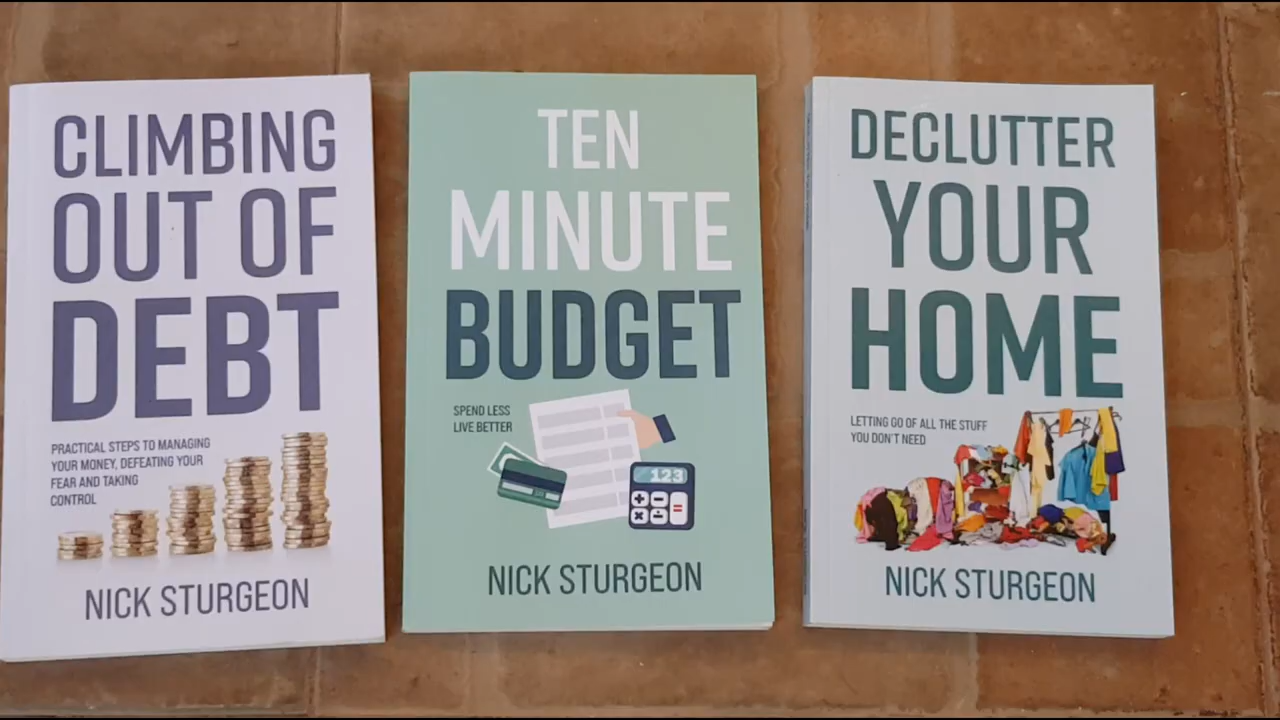 CLIMBING
OUT OF
DEBT
PRACTICAL STEPS TO MANAGING
YOUR MONEY, DEFEATING YOUR
FEAR AND TAKING
CONTROL
NICK STURGEON
TEN
MINUTE
BUDGET
SPEND LESS
LIVE BETTER
123
NICK STURGEON
DECLUTTER
YOUR
HOME
LETTING GO OF ALL THE STUFF
YOU DON'T NEED
NICK STURGEON